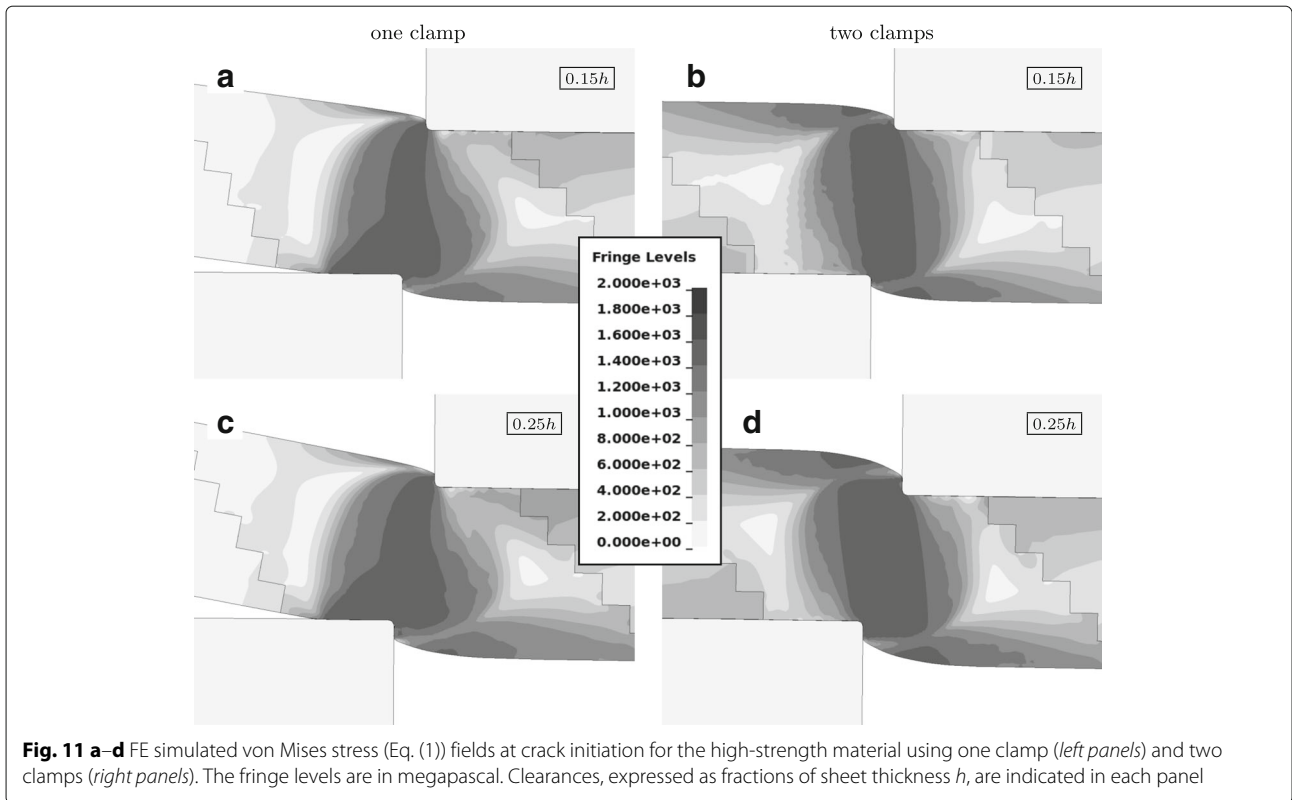 one clamp
two clamps
a
0.15h
b
0.15h
Fringe Levels
2.000e+03
1.800e+03
1.600e+03
1.400e+03
1.200e+03
1.000e+03
8.000e+02
6.000e+02
4.000e+02
2.000e+02
0.000e+00
c
0.25h
d
0.25h
Fig. 11 a–d FE simulated von Mises stress (Eq. (1)) fields at crack initiation for the high-strength material using one clamp (left panels) and two
clamps (right panels). The fringe levels are in megapascal. Clearances, expressed as fractions of sheet thickness h, are indicated in each panel